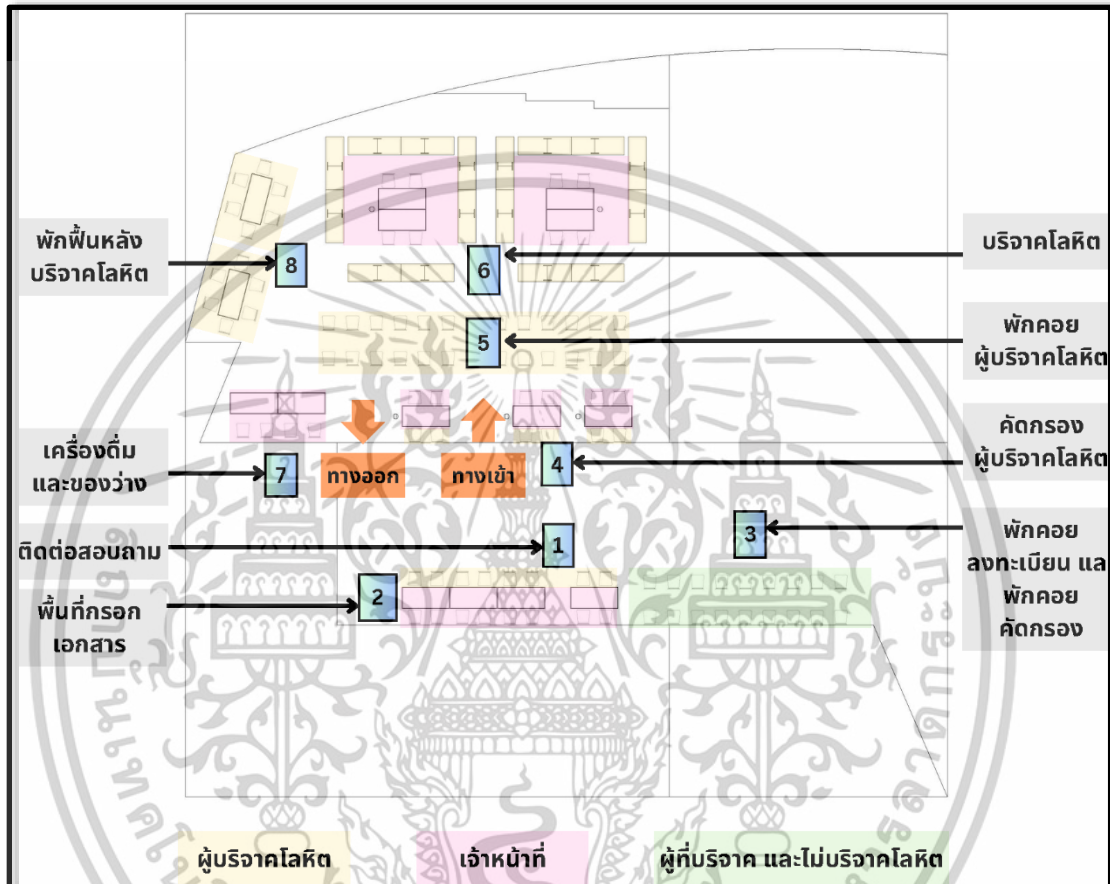 พักฟื้นหลัง
บริจาคโลหิต
8
6
บริจาคโลหิต
5
พักคอย
ผู้บริจาคโลหิต
เครื่องดื่ม
และของว่าง
7
ทางออก
ทางเข้า
4
คัดกรอง
ผู้บริจาคโลหิต
ติดต่อสอบถาม
1
3
พักคอย
ลงทะเบียน แล
พักคอย
คัดกรอง
พื้นที่กรอก
เอกสาร
2
ผู้บริจาคโลหิต
เจ้าหน้าที่
ผู้ที่บริจาค และไม่บริจาคโลหิต